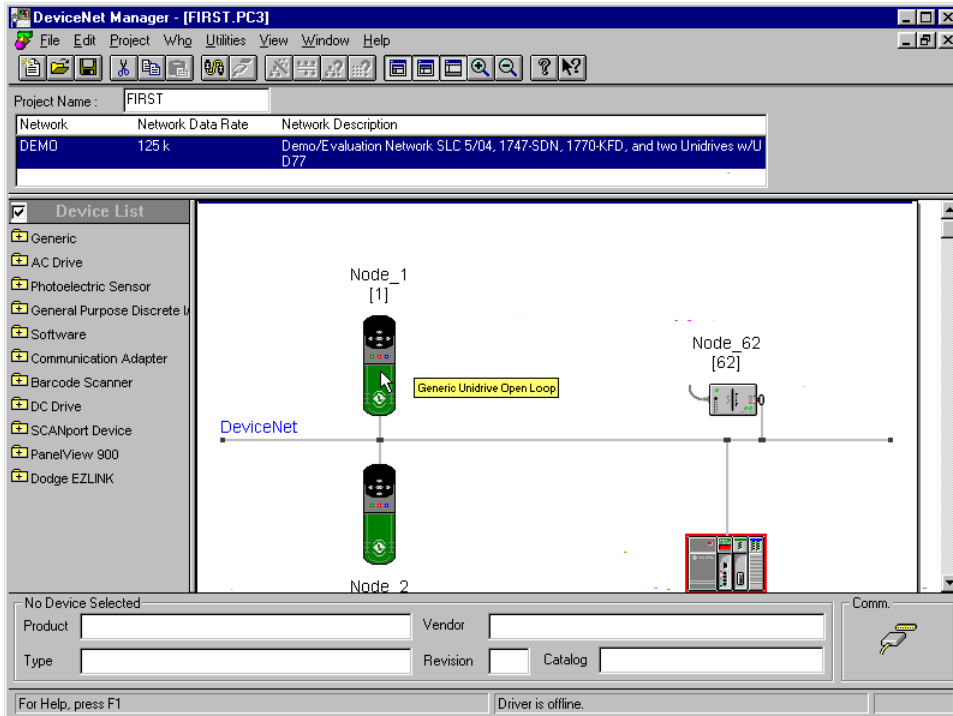 DeviceNet Manager - [FIRST.PC3]
File Edit Project Who Utilities View Window Help
Project Name : FIRST
Network Network Data Rate Network Description
DEMO 125 k Demo/Evaluation Network SLC 5/04, 1747-SDN, 1770-KFD, and two Unidrives w/U
D77
Device List
Generic
AC Drive
Photoelectric Sensor
General Purpose Discrete I/
Software
Communication Adapter
Barcode Scanner
DC Drive
SCANport Device
PanelView 900
Dodge EZLINK
Node_1
[1]
Generic Unidrive Open Loop
Node_62
[62]
DeviceNet
Node_2
No Device Selected
Product
Vendor
Type
Revision
Catalog
Comm.
For Help, press F1
Driver is offline.